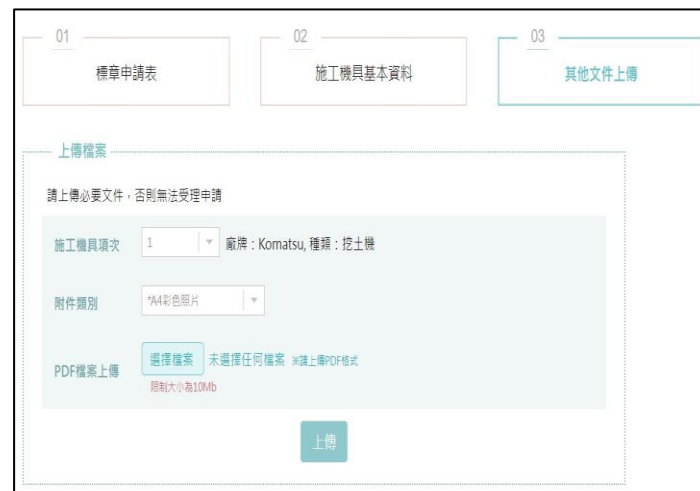 01
標章申請表
02
施工機具基本資料
03
其他文件上傳
上傳檔案
請上傳必要文件，否則無法受理申請
施工機具項次 1 廠牌：Komatsu, 種類：挖土機
附件類別 *A4彩色照片
PDF檔案上傳 選擇檔案 未選擇任何檔案 ※請上傳PDF格式
限制大小為10Mb
上傳